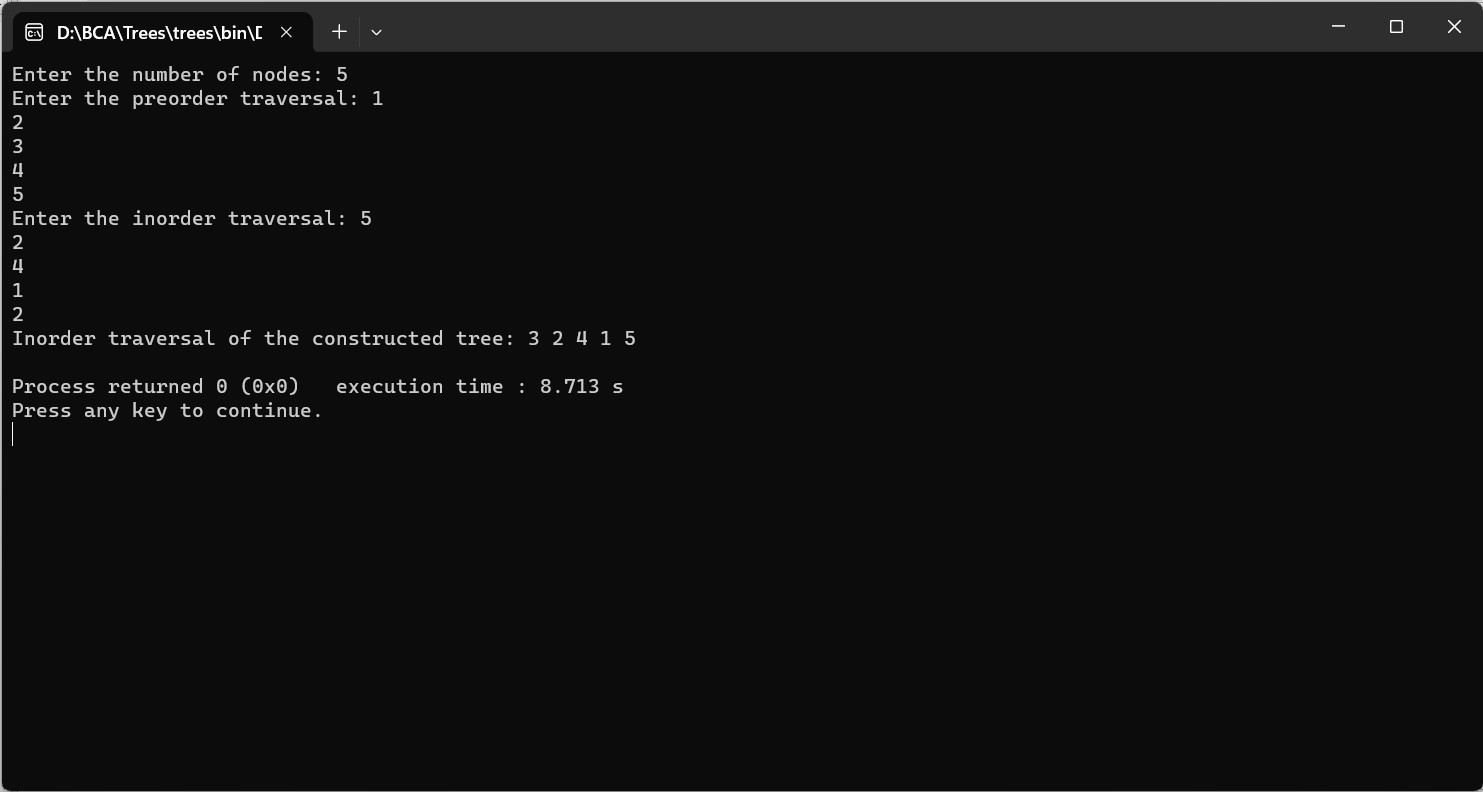 D:\BCA\Trees\trees\bin\D
Enter the number of nodes: 5
Enter the preorder traversal: 1
2
3
4
5
Enter the inorder traversal: 5
2
4
1
2
Inorder traversal of the constructed tree: 3 2 4 1 5
Process returned 0 (0x0)   execution time : 8.713 s
Press any key to continue.